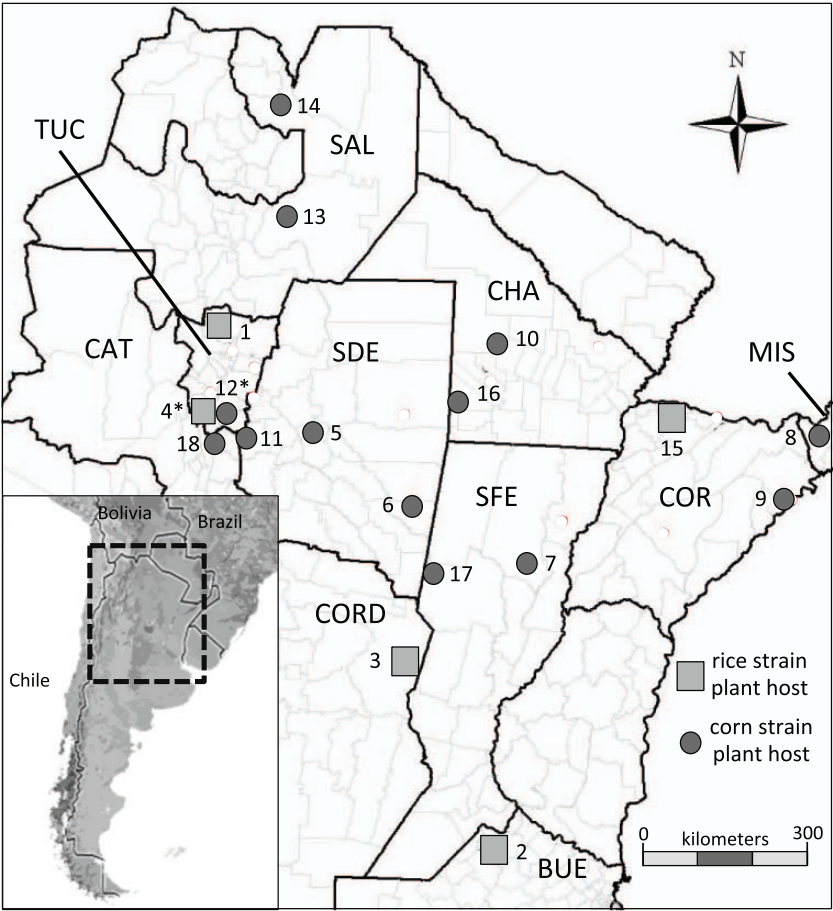 N
14
SAL
TUC
13
CHA
1
10
CAT
SDE
MIS
12*
16
4*
15
8
18
11
5
6
SFE
COR
9
Bolivia
Brazil
17
7
CORD
3
rice strain
plant host
Chile
corn strain
plant host
0
kilometers
300
2
BUE